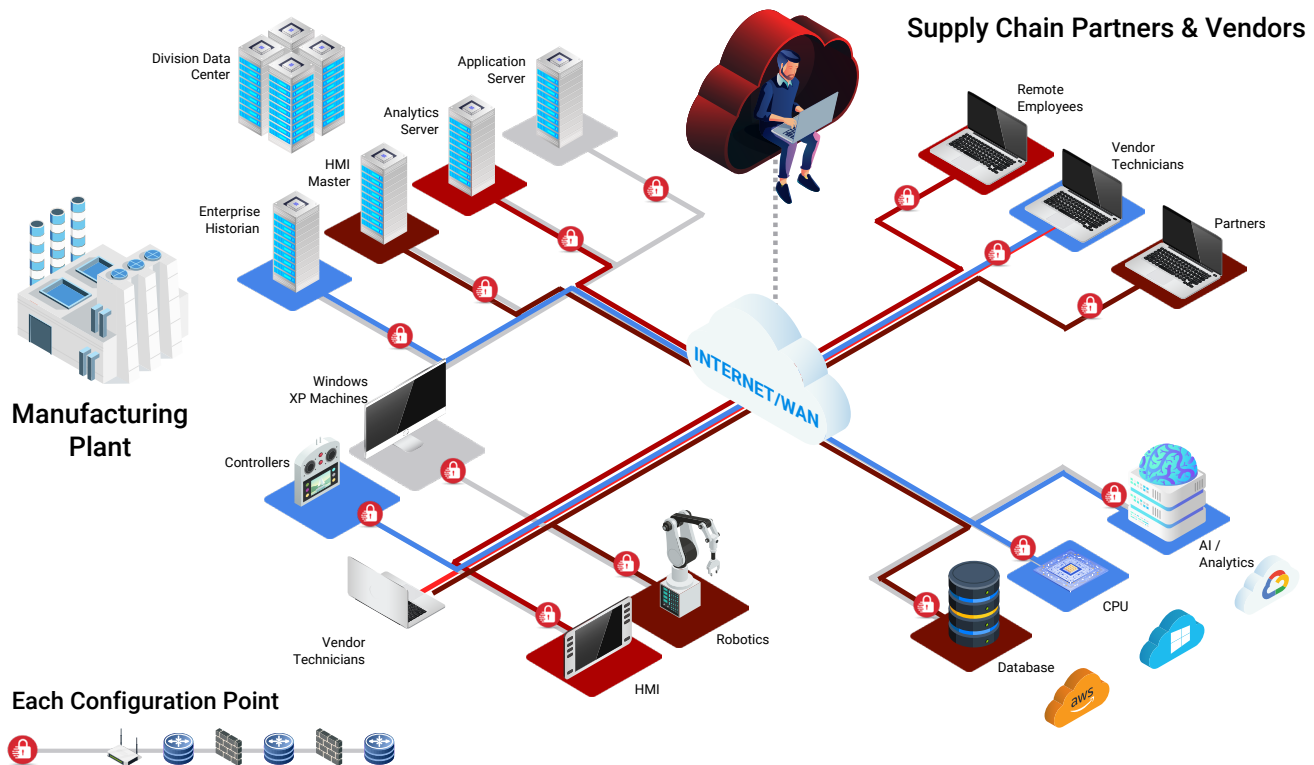 Supply Chain Partners & Vendors
Division Data
Center
Application
Server
Analytics
Server
HMI
Master
Enterprise
Historian
Remote
Employees
Vendor
Technicians
Partners
Manufacturing
Plant
Windows
XP Machines
INTERNET/WAN
Controllers
Vendor
Technicians
Robotics
HMI
AI /
Analytics
CPU
Database
aws
Each Configuration Point